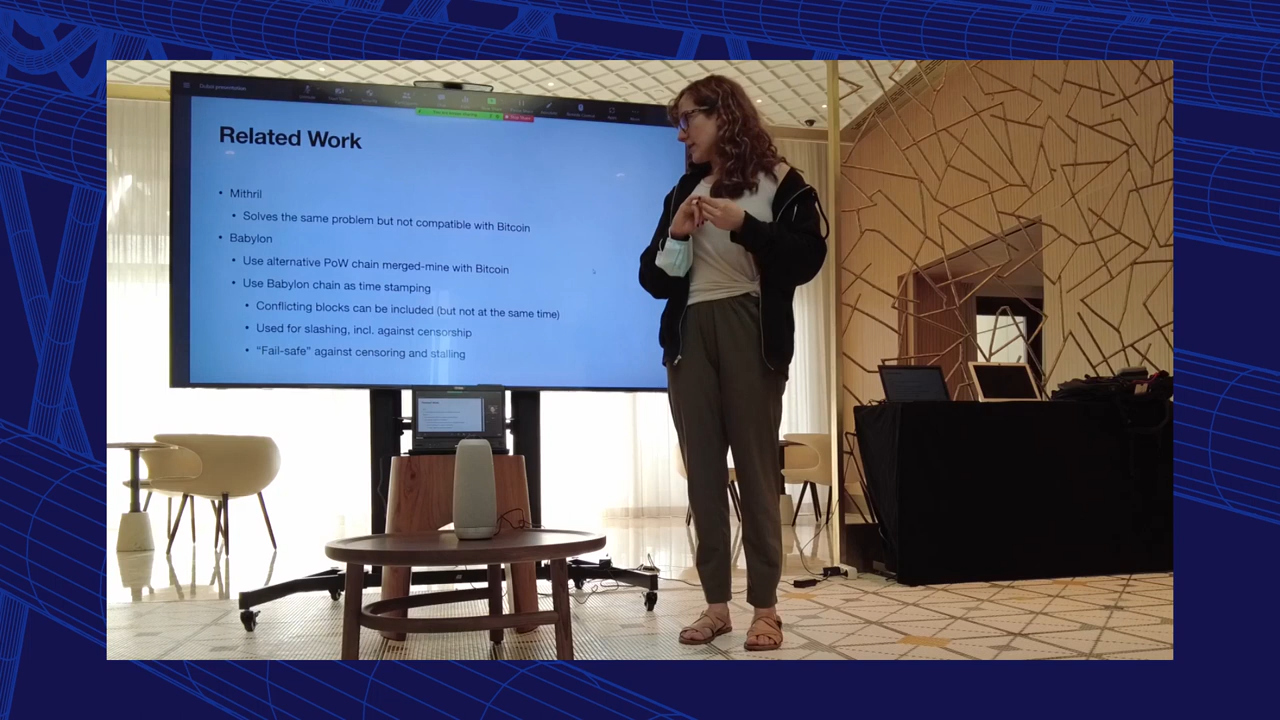 Related Work
• Mithril
• Solves the same problem but not compatible with Bitcoin
• Babylon
• Use alternative PoW chain merged-mine with Bitcoin
• Use Babylon chain as time stamping
• Conflicting blocks can be included (but not at the same time)
• Used for slashing, incl. against censorship
• “Fail-safe” against censoring and stalling